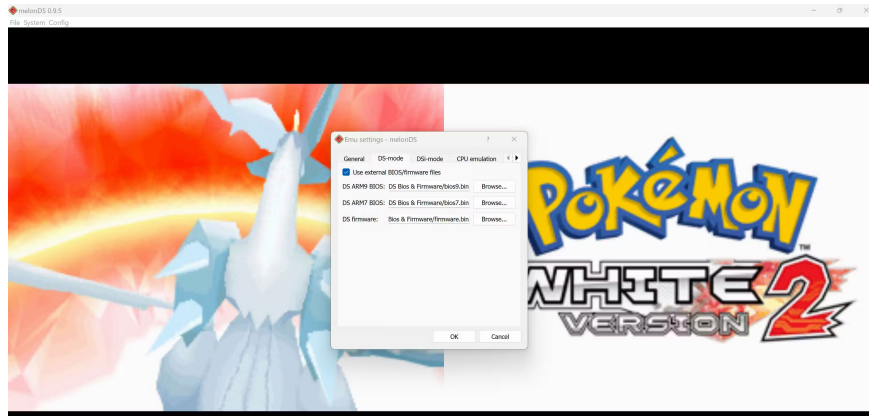 melonDS 0.9.5
File System Config
Emu settings - melonDS
General DS-mode DSi-mode CPU emulation
Use external BIOS/firmware files
DS ARM9 BIOS: DS Bios & Firmware/bios9.bin Browse...
DS ARM7 BIOS: DS Bios & Firmware/bios7.bin Browse...
DS firmware: Bios & Firmware/firmware.bin Browse...
OK Cancel
POKéMON
TM
WHITE 2
VERSION